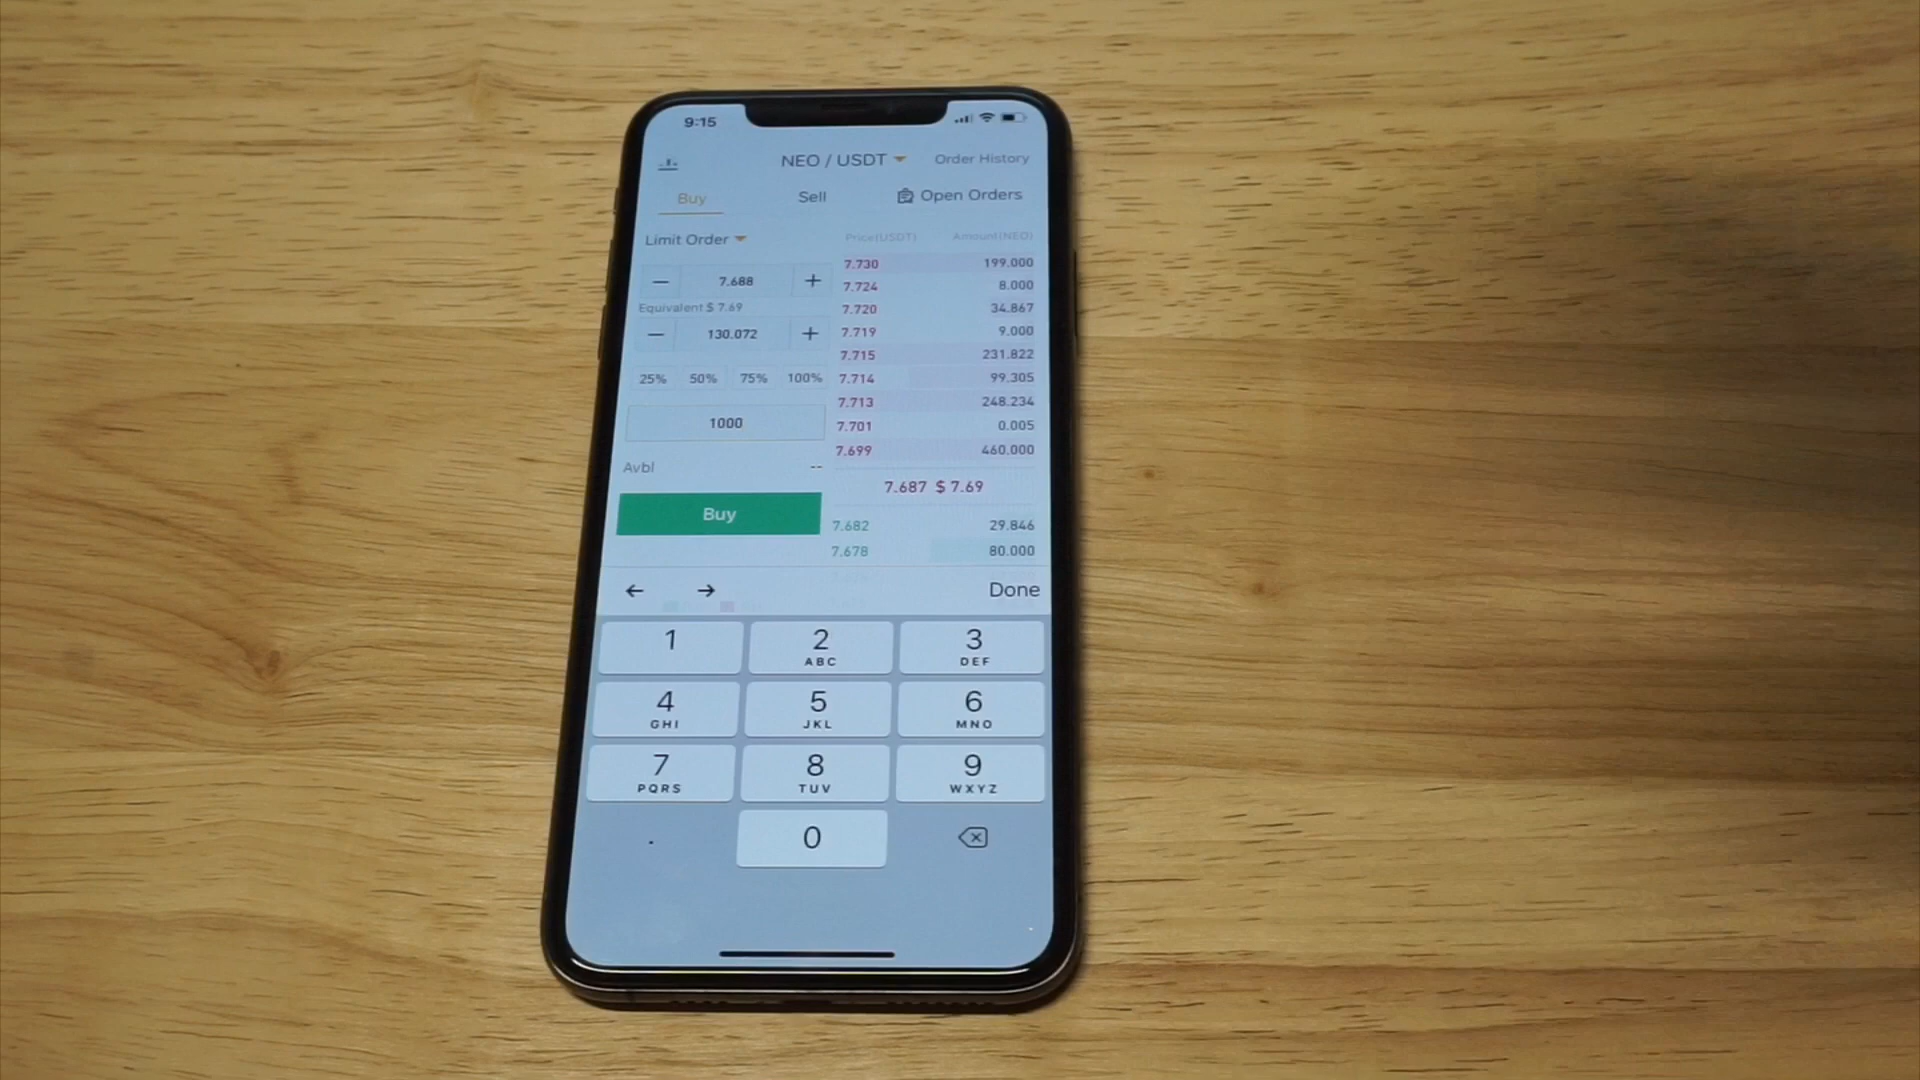 9:15
NEO / USDT Order History
Buy Sell Open Orders
Limit Order Price(USDT) Amount(NEO)
7.730 199.000
— 7.688 + 7.724 8.000
Equivalent $ 7.69 7.720 34.867
— 130.072 + 7.719 9.000
7.715 231.822
25% 50% 75% 100% 7.714 99.305
7.713 248.234
1000 7.701 0.005
7.699 460.000
Avbl --
7.687 $ 7.69
Buy 7.682 29.846
7.678 80.000
← → Done
1 2 3
ABC DEF
4 5 6
GHI JKL MNO
7 8 9
PQRS TUV WXYZ
. 0